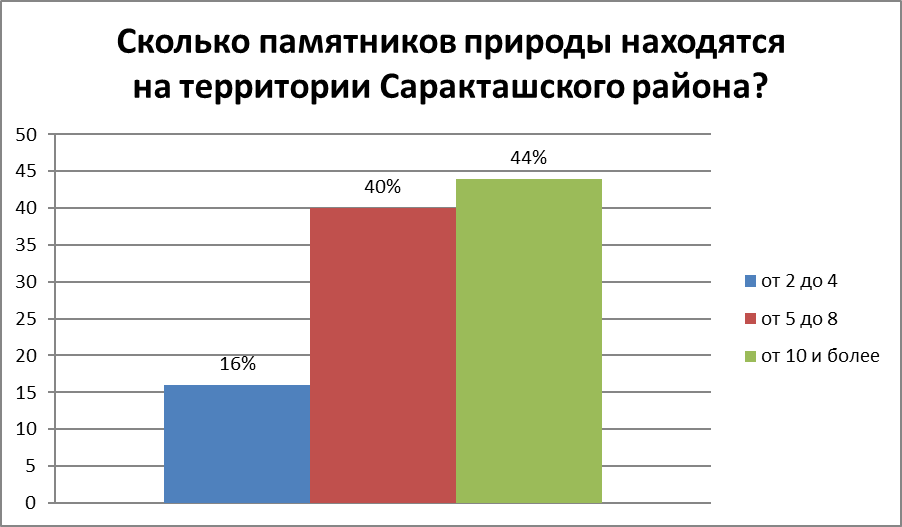 Сколько памятников природы находятся
на территории Саракташского района?
50
45
40
35
30
25
20
15
10
5
0
16%
40%
44%
от 2 до 4
от 5 до 8
от 10 и более